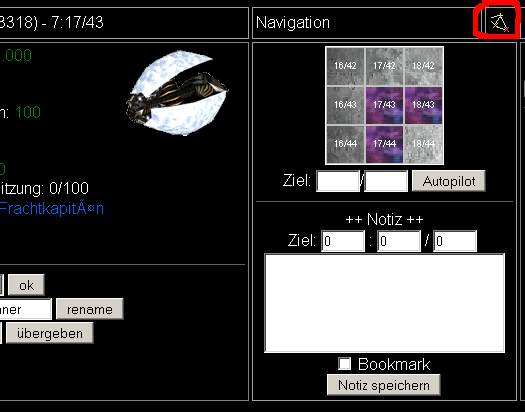 3318) - 7:17/43
Navigation
.000
n: 100
0
itzung: 0/100
FrachtkapitÃ¤n
ok
nner rename
übergeben
16/42 17/42 18/42
16/43 17/43 18/43
16/44 17/44 18/44
Ziel: / Autopilot
++ Notiz ++
Ziel: 0 : 0 / 0
Bookmark
Notiz speichern